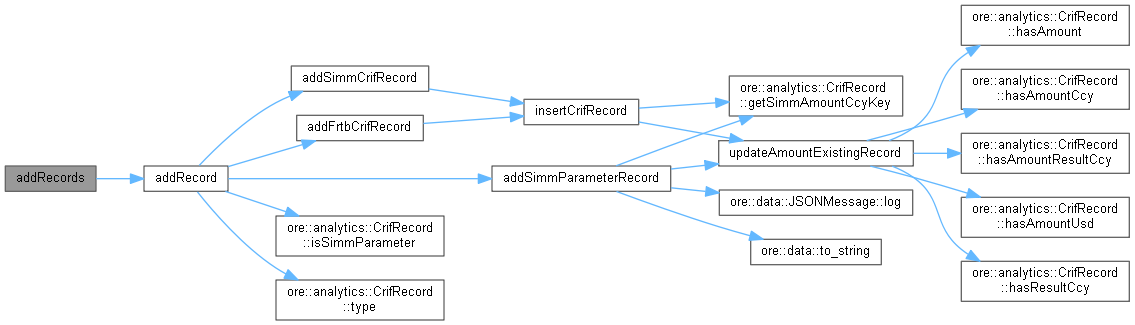 addRecords
addRecord
addSimmCrifRecord
addFrtbCrifRecord
addSimmParameterRecord
ore::analytics::CrifRecord
::isSimmParameter
ore::analytics::CrifRecord
::type
insertCrifRecord
ore::analytics::CrifRecord
::getSimmAmountCcyKey
updateAmountExistingRecord
ore::data::JSONMessage::log
ore::data::to_string
ore::analytics::CrifRecord
::hasAmount
ore::analytics::CrifRecord
::hasAmountCcy
ore::analytics::CrifRecord
::hasAmountResultCcy
ore::analytics::CrifRecord
::hasAmountUsd
ore::analytics::CrifRecord
::hasResultCcy